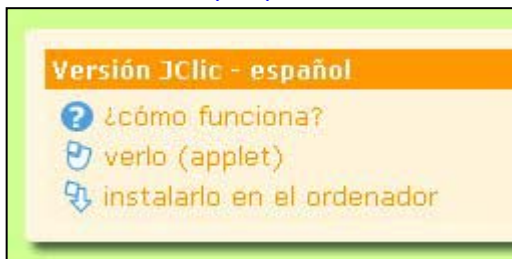 Versión JClic - español
¿cómo funciona?
verlo (applet)
instalarlo en el ordenador